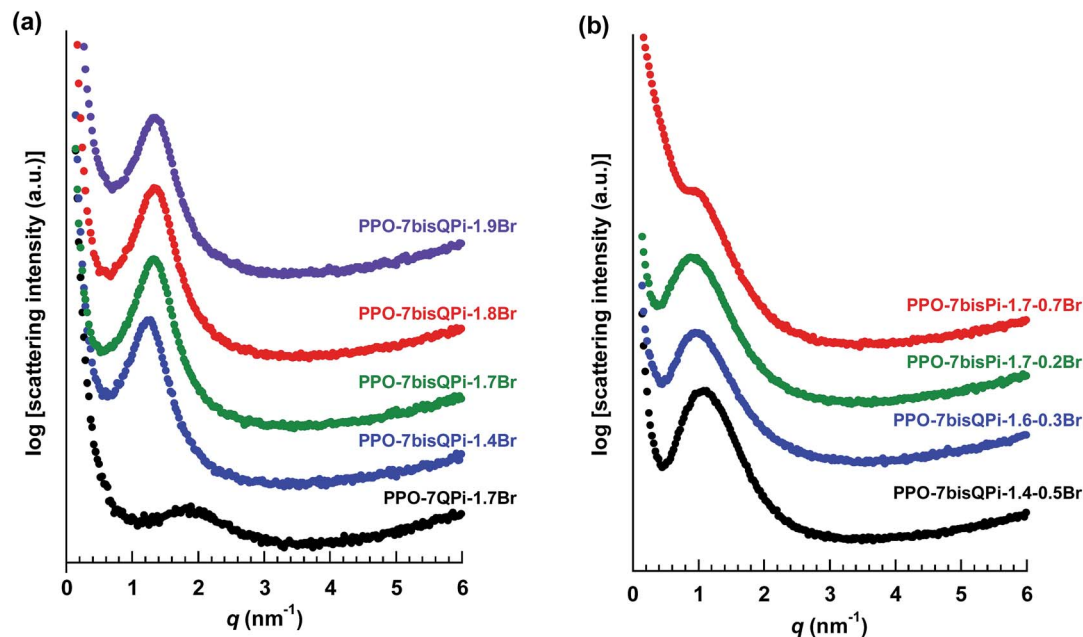 (a)
log [scattering intensity (a.u.)]
PPO-7bisQPi-1.9Br
PPO-7bisQPi-1.8Br
PPO-7bisQPi-1.7Br
PPO-7bisQPi-1.4Br
PPO-7QPi-1.7Br
0 1 2 3 4 5 6
q (nm⁻¹)
(b)
log [scattering intensity (a.u.)]
PPO-7bisPi-1.7-0.7Br
PPO-7bisPi-1.7-0.2Br
PPO-7bisQPi-1.6-0.3Br
PPO-7bisQPi-1.4-0.5Br
0 1 2 3 4 5 6
q (nm⁻¹)